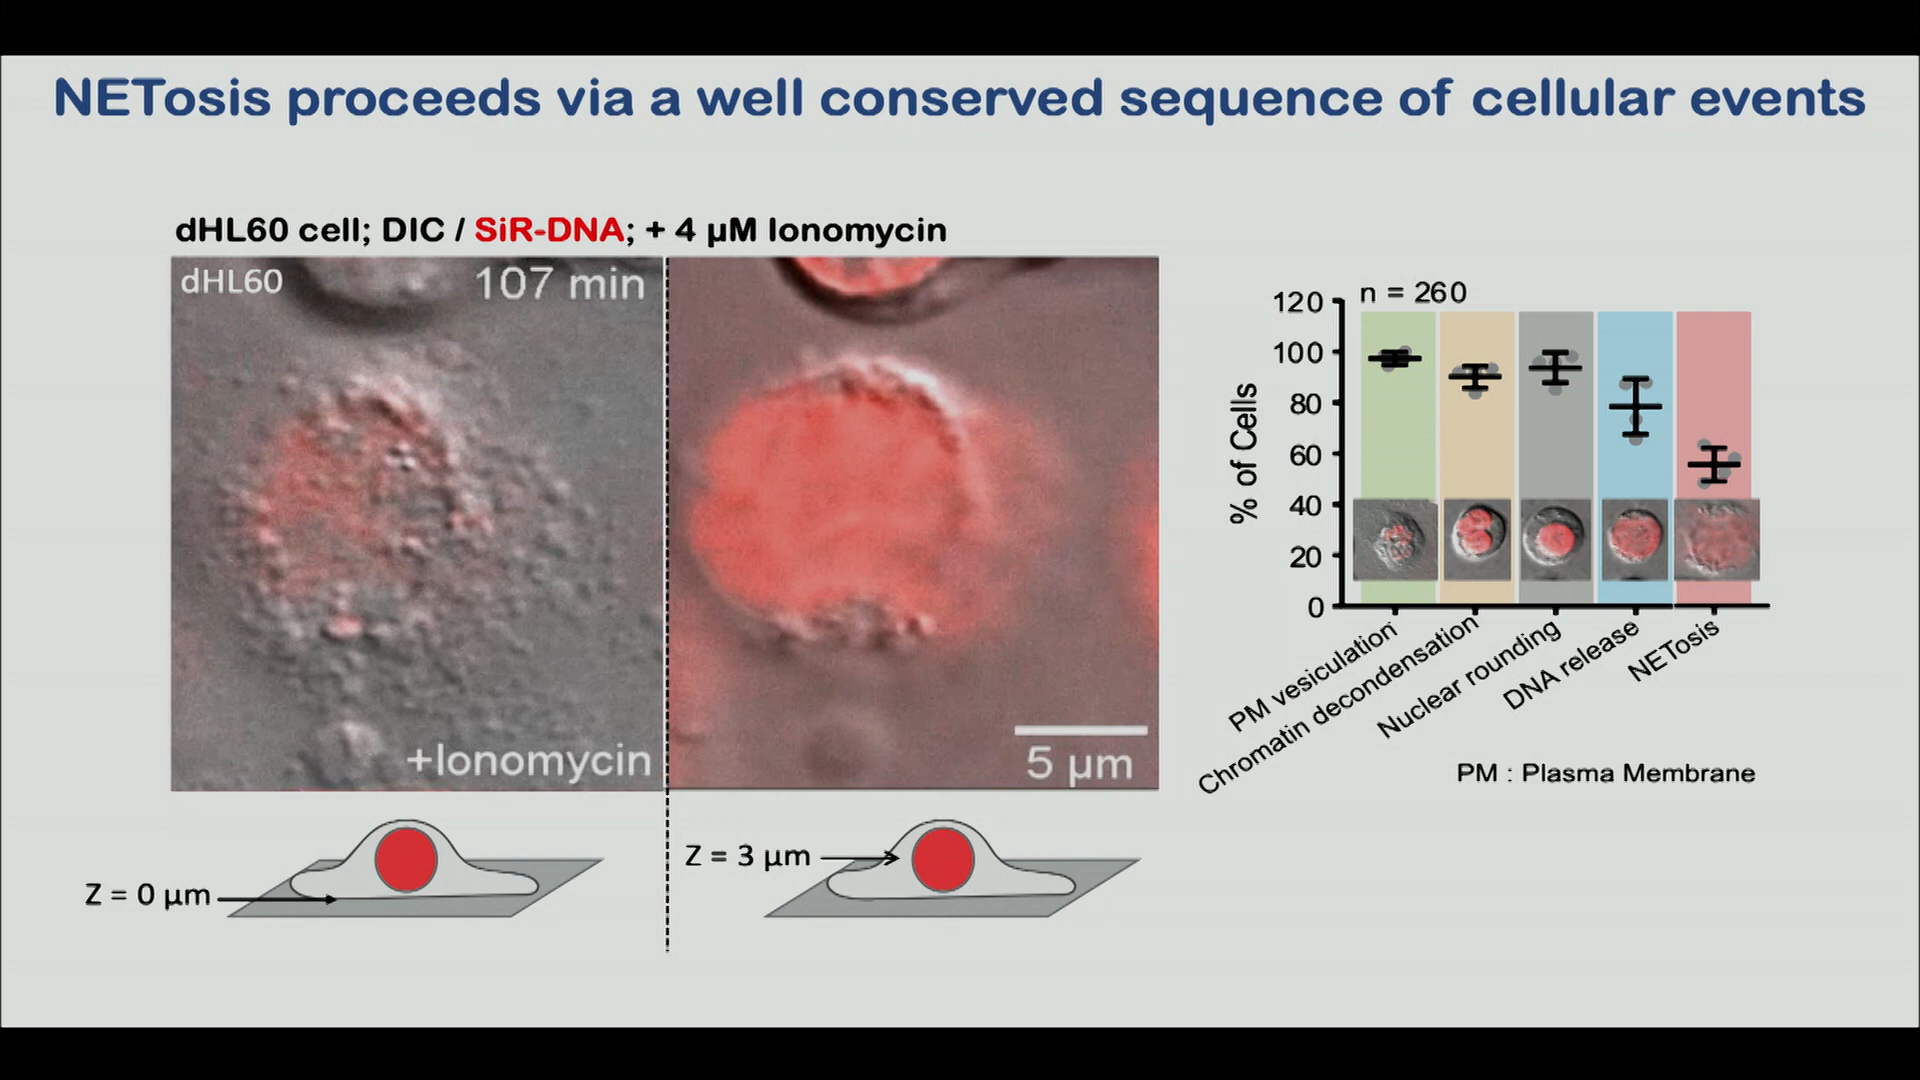 NETosis proceeds via a well conserved sequence of cellular events
dHL60 cell; DIC / SiR-DNA; + 4 µM Ionomycin
dHL60
107 min
+Ionomycin
5 µm
Z = 0 µm
Z = 3 µm
n = 260
% of Cells
120
100
80
60
40
20
0
PM vesiculation
Chromatin decondensation
Nuclear rounding
DNA release
NETosis
PM : Plasma Membrane